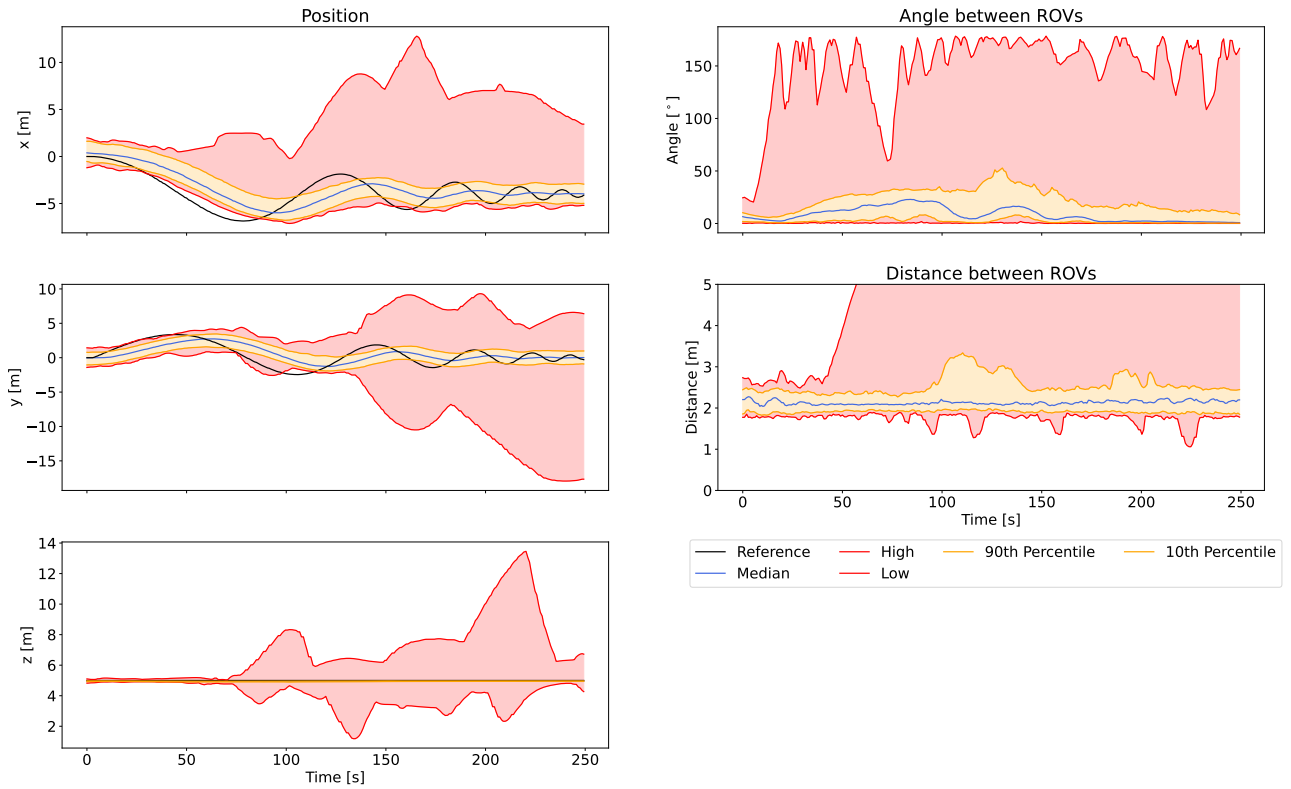 Position
x [m]
10
5
0
−5
y [m]
10
5
0
−5
−10
−15
z [m]
14
12
10
8
6
4
2
0 50 100 150 200 250
Time [s]
Angle between ROVs
Angle [°]
150
100
50
0
Distance between ROVs
Distance [m]
5
4
3
2
1
0
0 50 100 150 200 250
Time [s]
Reference High 90th Percentile 10th Percentile
Median Low